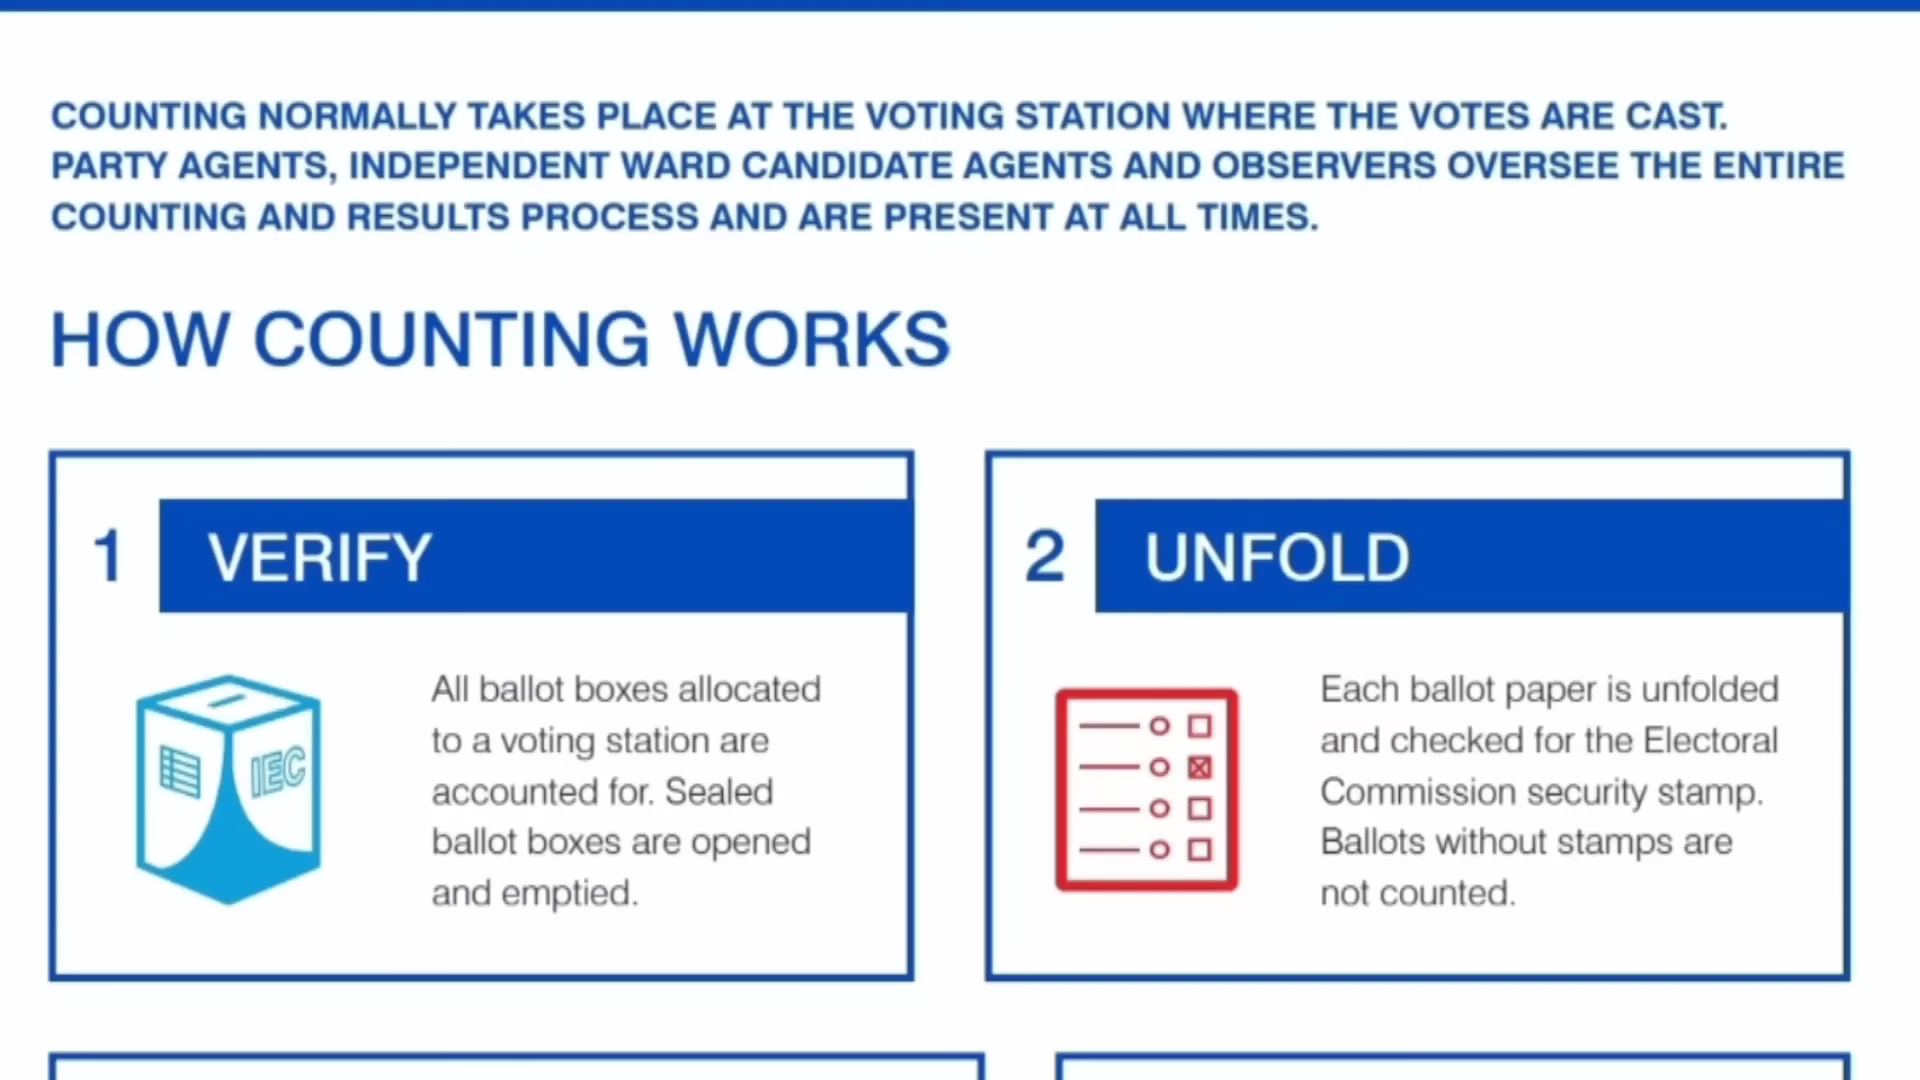 COUNTING NORMALLY TAKES PLACE AT THE VOTING STATION WHERE THE VOTES ARE CAST.
PARTY AGENTS, INDEPENDENT WARD CANDIDATE AGENTS AND OBSERVERS OVERSEE THE ENTIRE
COUNTING AND RESULTS PROCESS AND ARE PRESENT AT ALL TIMES.
HOW COUNTING WORKS
1 VERIFY
IEC
All ballot boxes allocated
to a voting station are
accounted for. Sealed
ballot boxes are opened
and emptied.
2 UNFOLD
Each ballot paper is unfolded
and checked for the Electoral
Commission security stamp.
Ballots without stamps are
not counted.